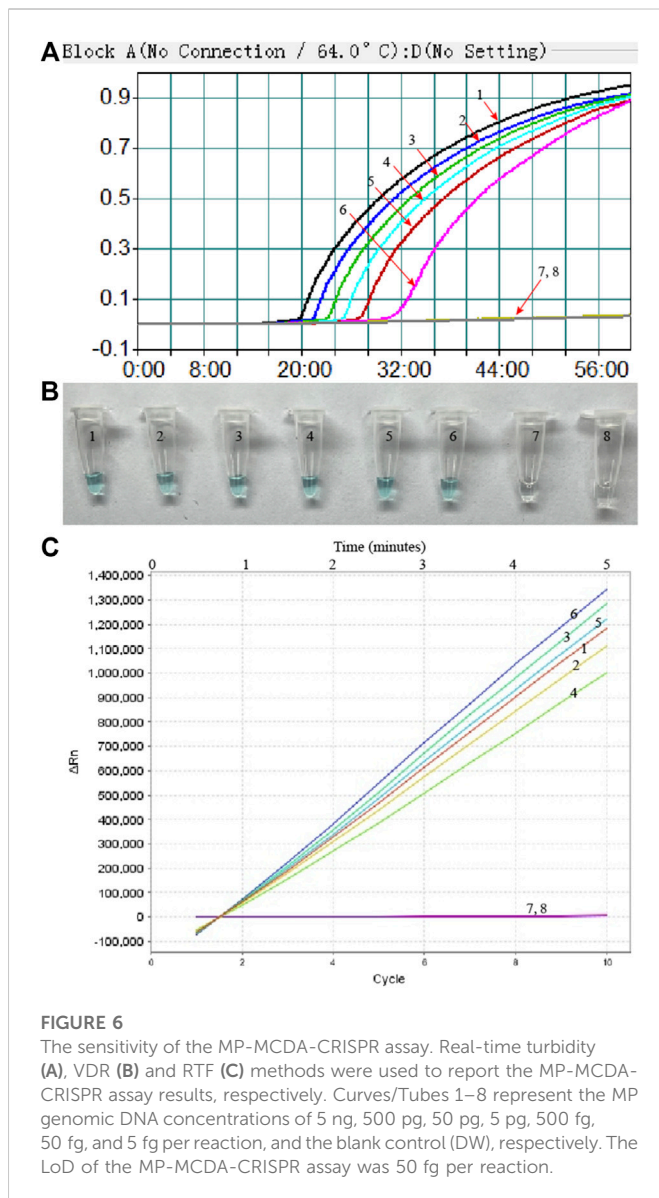 A Block A(No Connection / 64.0° C):D(No Setting)
0.9
0.7
0.5
0.3
0.1
-0.1
1
2
3
4
5
6
7, 8
0:00 8:00 20:00 32:00 44:00 56:00
B
1 2 3 4 5 6 7 8
C
Time (minutes)
0 1 2 3 4 5
1,400,000
1,300,000
1,200,000
1,100,000
1,000,000
900,000
800,000
700,000
600,000
500,000
400,000
300,000
200,000
100,000
0
-100,000
ΔRn
6
3
5
1
2
4
7, 8
0 2 4 6 8 10
Cycle
FIGURE 6
The sensitivity of the MP-MCDA-CRISPR assay. Real-time turbidity
(A), VDR (B) and RTF (C) methods were used to report the MP-MCDA-
CRISPR assay results, respectively. Curves/Tubes 1–8 represent the MP
genomic DNA concentrations of 5 ng, 500 pg, 50 pg, 5 pg, 500 fg,
50 fg, and 5 fg per reaction, and the blank control (DW), respectively. The
LoD of the MP-MCDA-CRISPR assay was 50 fg per reaction.